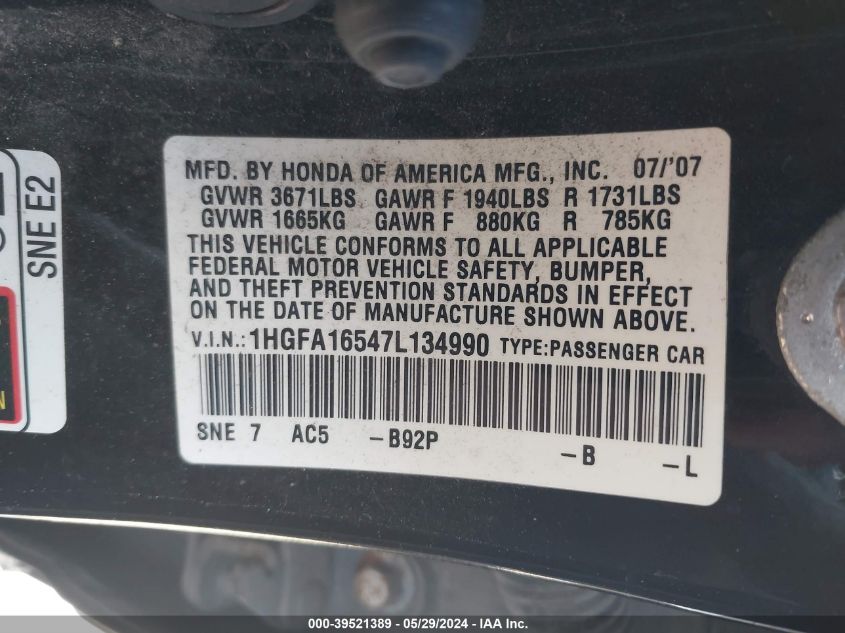 MFD. BY HONDA OF AMERICA MFG., INC. 07/'07
GVWR 3671LBS GAWR F 1940LBS R 1731LBS
GVWR 1665KG GAWR F 880KG R 785KG
THIS VEHICLE CONFORMS TO ALL APPLICABLE
FEDERAL MOTOR VEHICLE SAFETY, BUMPER,
AND THEFT PREVENTION STANDARDS IN EFFECT
ON THE DATE OF MANUFACTURE SHOWN ABOVE.
V.I.N.: 1HGFA16547L134990 TYPE:PASSENGER CAR
SNE 7 AC5 -B92P -B -L
SNE E2
000-39521389 - 05/29/2024 - IAA Inc.